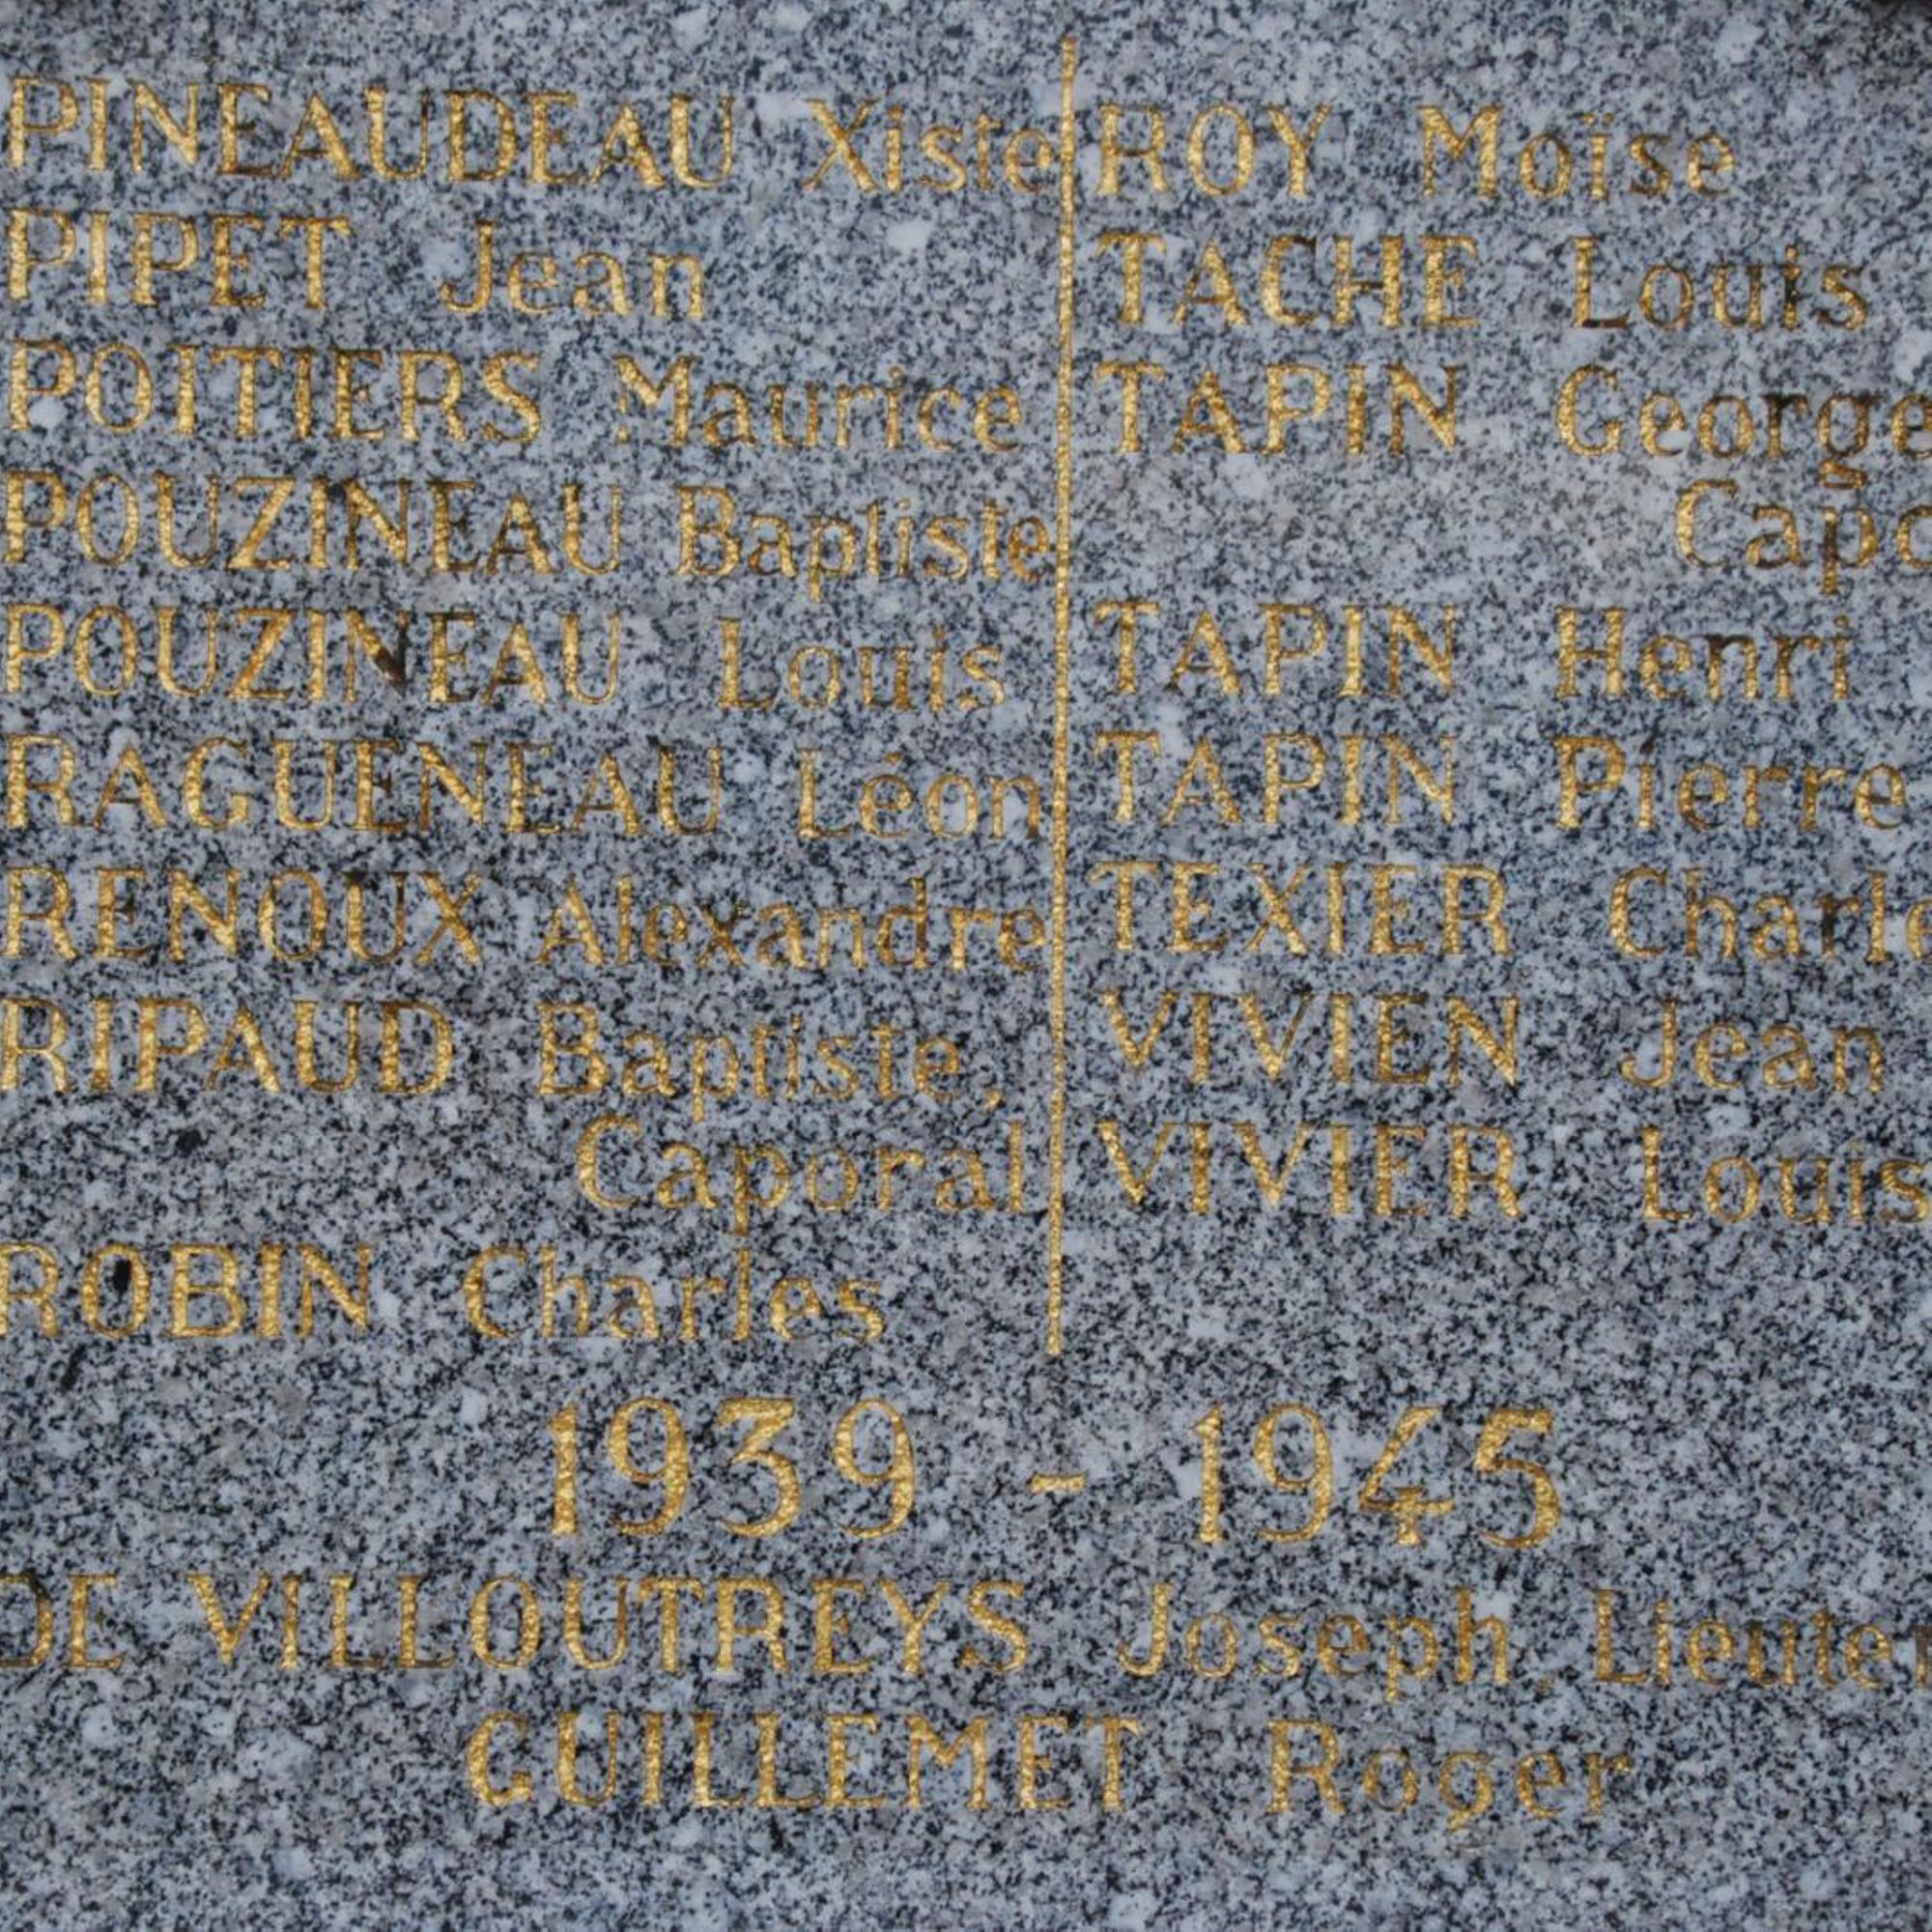 PINEAUDEAU Xiste
PIPET Jean
POITIERS Maurice
POUZINEAU Baptiste
POUZINEAU Louis
RAGUENEAU Léon
RENOUX Alexandre
RIPAUD Baptiste,
Caporal
ROBIN Charles
ROY Moïse
TACHE Louis
TAPIN
TAPIN Henri
TAPIN Pierre
TEXIER
VIVIEN Jean
VIVIER Louis
1939 - 1945
DE VILLOUTREYS Joseph
GUILLEMET Roger